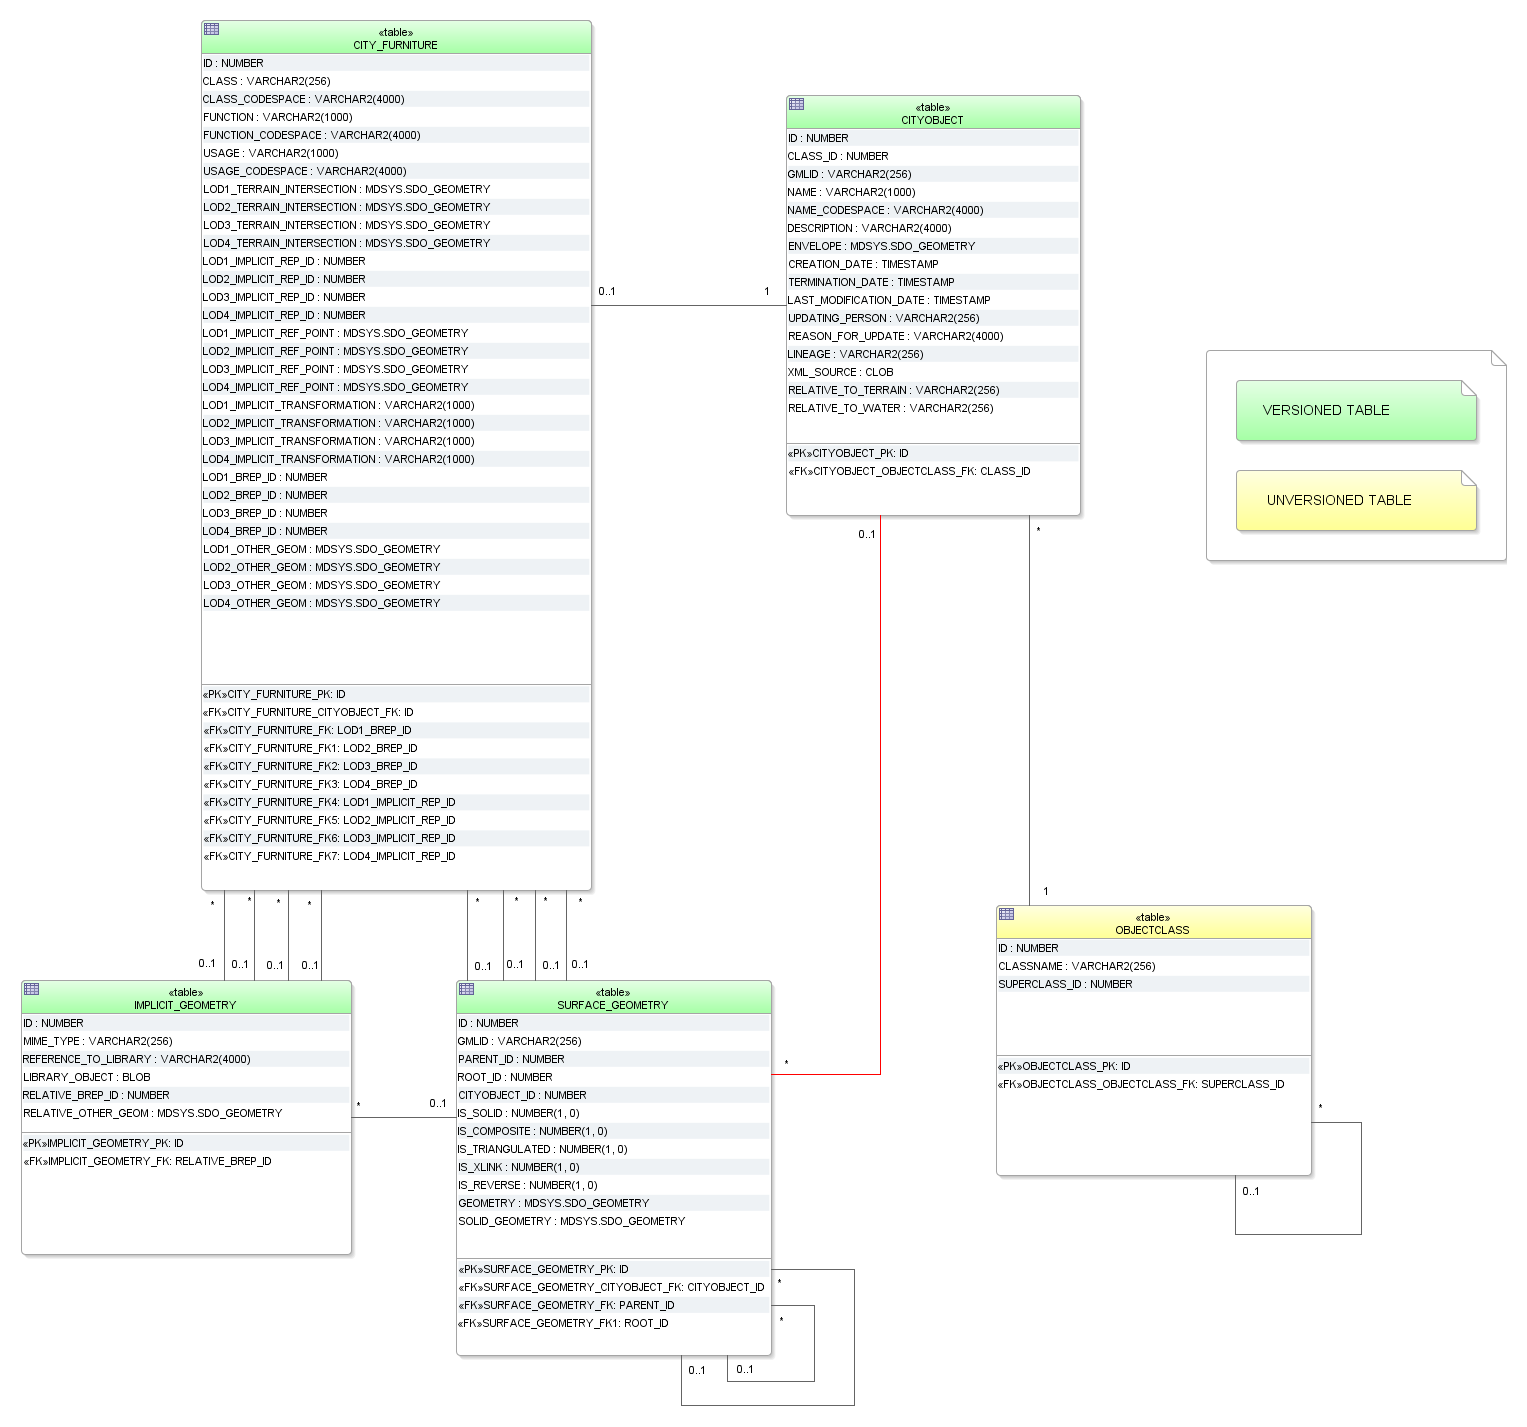 «table»
CITY_FURNITURE
ID : NUMBER
CLASS : VARCHAR2(256)
CLASS_CODESPACE : VARCHAR2(4000)
FUNCTION : VARCHAR2(1000)
FUNCTION_CODESPACE : VARCHAR2(4000)
USAGE : VARCHAR2(1000)
USAGE_CODESPACE : VARCHAR2(4000)
LOD1_TERRAIN_INTERSECTION : MDSYS.SDO_GEOMETRY
LOD2_TERRAIN_INTERSECTION : MDSYS.SDO_GEOMETRY
LOD3_TERRAIN_INTERSECTION : MDSYS.SDO_GEOMETRY
LOD4_TERRAIN_INTERSECTION : MDSYS.SDO_GEOMETRY
LOD1_IMPLICIT_REP_ID : NUMBER
LOD2_IMPLICIT_REP_ID : NUMBER
LOD3_IMPLICIT_REP_ID : NUMBER
LOD4_IMPLICIT_REP_ID : NUMBER
LOD1_IMPLICIT_REF_POINT : MDSYS.SDO_GEOMETRY
LOD2_IMPLICIT_REF_POINT : MDSYS.SDO_GEOMETRY
LOD3_IMPLICIT_REF_POINT : MDSYS.SDO_GEOMETRY
LOD4_IMPLICIT_REF_POINT : MDSYS.SDO_GEOMETRY
LOD1_IMPLICIT_TRANSFORMATION : VARCHAR2(1000)
LOD2_IMPLICIT_TRANSFORMATION : VARCHAR2(1000)
LOD3_IMPLICIT_TRANSFORMATION : VARCHAR2(1000)
LOD4_IMPLICIT_TRANSFORMATION : VARCHAR2(1000)
LOD1_BREP_ID : NUMBER
LOD2_BREP_ID : NUMBER
LOD3_BREP_ID : NUMBER
LOD4_BREP_ID : NUMBER
LOD1_OTHER_GEOM : MDSYS.SDO_GEOMETRY
LOD2_OTHER_GEOM : MDSYS.SDO_GEOMETRY
LOD3_OTHER_GEOM : MDSYS.SDO_GEOMETRY
LOD4_OTHER_GEOM : MDSYS.SDO_GEOMETRY
«PK»CITY_FURNITURE_PK: ID
«FK»CITY_FURNITURE_CITYOBJECT_FK: ID
«FK»CITY_FURNITURE_FK: LOD1_BREP_ID
«FK»CITY_FURNITURE_FK1: LOD2_BREP_ID
«FK»CITY_FURNITURE_FK2: LOD3_BREP_ID
«FK»CITY_FURNITURE_FK3: LOD4_BREP_ID
«FK»CITY_FURNITURE_FK4: LOD1_IMPLICIT_REP_ID
«FK»CITY_FURNITURE_FK5: LOD2_IMPLICIT_REP_ID
«FK»CITY_FURNITURE_FK6: LOD3_IMPLICIT_REP_ID
«FK»CITY_FURNITURE_FK7: LOD4_IMPLICIT_REP_ID
0..1 1
«table»
CITYOBJECT
ID : NUMBER
CLASS_ID : NUMBER
GMLID : VARCHAR2(256)
NAME : VARCHAR2(1000)
NAME_CODESPACE : VARCHAR2(4000)
DESCRIPTION : VARCHAR2(4000)
ENVELOPE : MDSYS.SDO_GEOMETRY
CREATION_DATE : TIMESTAMP
TERMINATION_DATE : TIMESTAMP
LAST_MODIFICATION_DATE : TIMESTAMP
UPDATING_PERSON : VARCHAR2(256)
REASON_FOR_UPDATE : VARCHAR2(4000)
LINEAGE : VARCHAR2(256)
XML_SOURCE : CLOB
RELATIVE_TO_TERRAIN : VARCHAR2(256)
RELATIVE_TO_WATER : VARCHAR2(256)
«PK»CITYOBJECT_PK: ID
«FK»CITYOBJECT_OBJECTCLASS_FK: CLASS_ID
0..1 *
VERSIONED TABLE
UNVERSIONED TABLE
* * * * * * * *
0..1 0..1 0..1 0..1 0..1 0..1 0..1 0..1
«table»
IMPLICIT_GEOMETRY
ID : NUMBER
MIME_TYPE : VARCHAR2(256)
REFERENCE_TO_LIBRARY : VARCHAR2(4000)
LIBRARY_OBJECT : BLOB
RELATIVE_BREP_ID : NUMBER
RELATIVE_OTHER_GEOM : MDSYS.SDO_GEOMETRY
«PK»IMPLICIT_GEOMETRY_PK: ID
«FK»IMPLICIT_GEOMETRY_FK: RELATIVE_BREP_ID
* 0..1
«table»
SURFACE_GEOMETRY
ID : NUMBER
GMLID : VARCHAR2(256)
PARENT_ID : NUMBER
ROOT_ID : NUMBER
CITYOBJECT_ID : NUMBER
IS_SOLID : NUMBER(1, 0)
IS_COMPOSITE : NUMBER(1, 0)
IS_TRIANGULATED : NUMBER(1, 0)
IS_XLINK : NUMBER(1, 0)
IS_REVERSE : NUMBER(1, 0)
GEOMETRY : MDSYS.SDO_GEOMETRY
SOLID_GEOMETRY : MDSYS.SDO_GEOMETRY
«PK»SURFACE_GEOMETRY_PK: ID
«FK»SURFACE_GEOMETRY_CITYOBJECT_FK: CITYOBJECT_ID
«FK»SURFACE_GEOMETRY_FK: PARENT_ID
«FK»SURFACE_GEOMETRY_FK1: ROOT_ID
*
*
*
0..1 0..1
1
«table»
OBJECTCLASS
ID : NUMBER
CLASSNAME : VARCHAR2(256)
SUPERCLASS_ID : NUMBER
«PK»OBJECTCLASS_PK: ID
«FK»OBJECTCLASS_OBJECTCLASS_FK: SUPERCLASS_ID
*
0..1